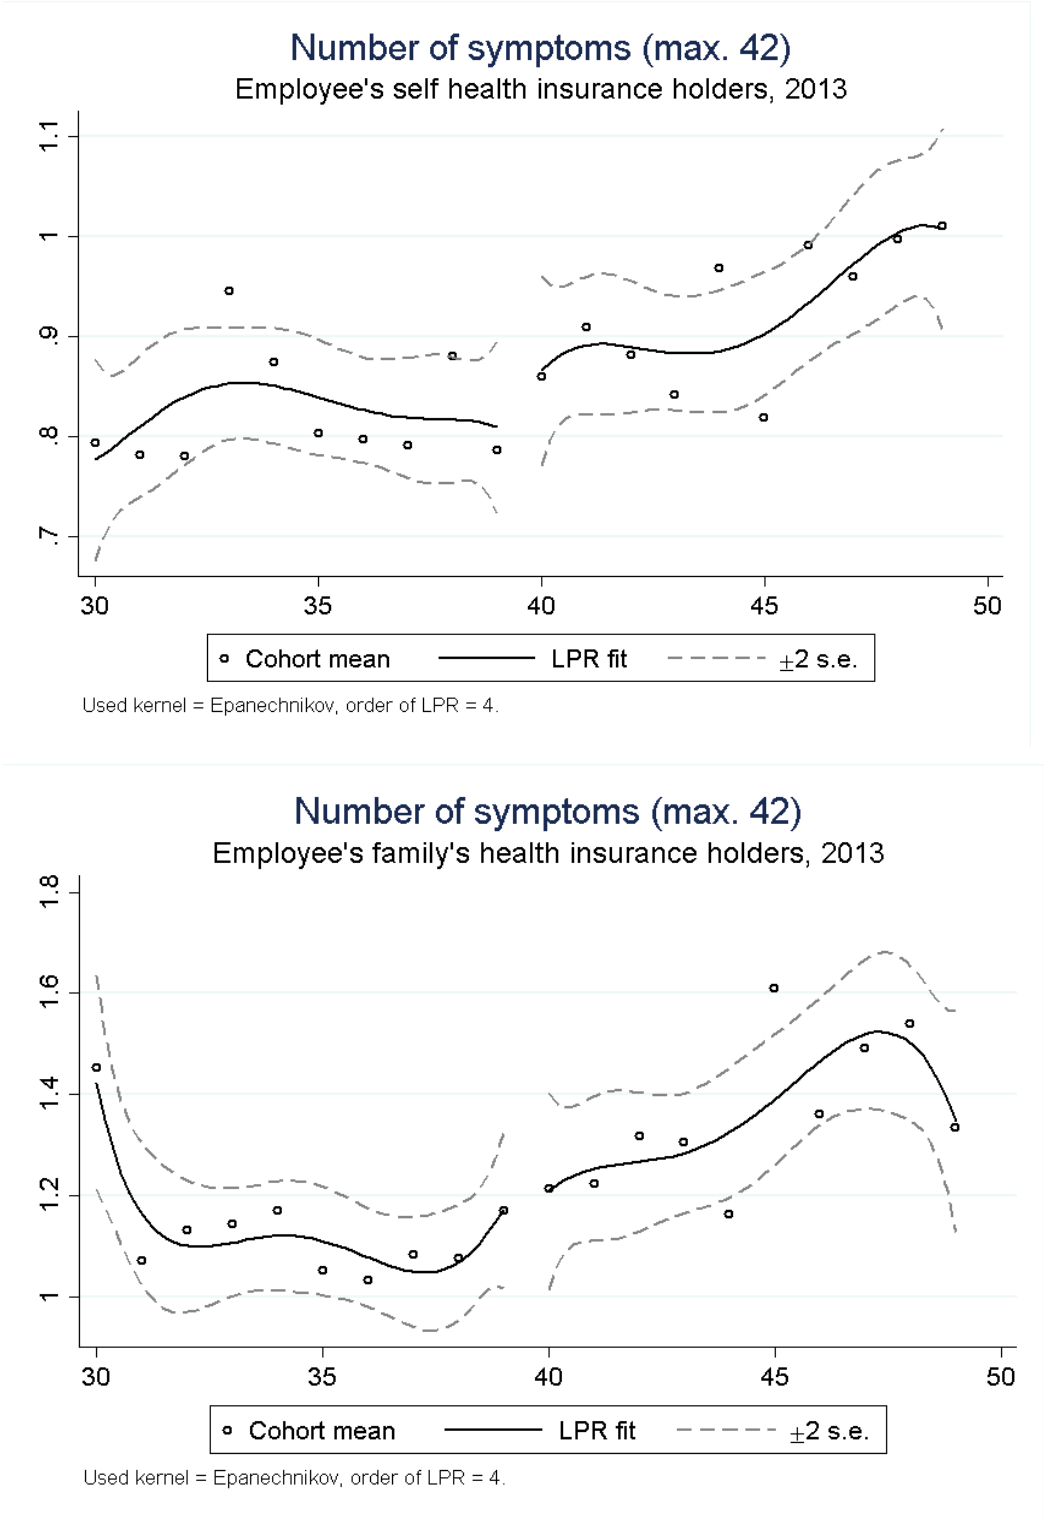 Number of symptoms (max. 42)
Employee's self health insurance holders, 2013
1.1
1
.9
.8
.7
30 35 40 45 50
Cohort mean LPR fit ±2 s.e.
Used kernel = Epanechnikov, order of LPR = 4.
Number of symptoms (max. 42)
Employee's family's health insurance holders, 2013
1.8
1.6
1.4
1.2
1
30 35 40 45 50
Cohort mean LPR fit ±2 s.e.
Used kernel = Epanechnikov, order of LPR = 4.